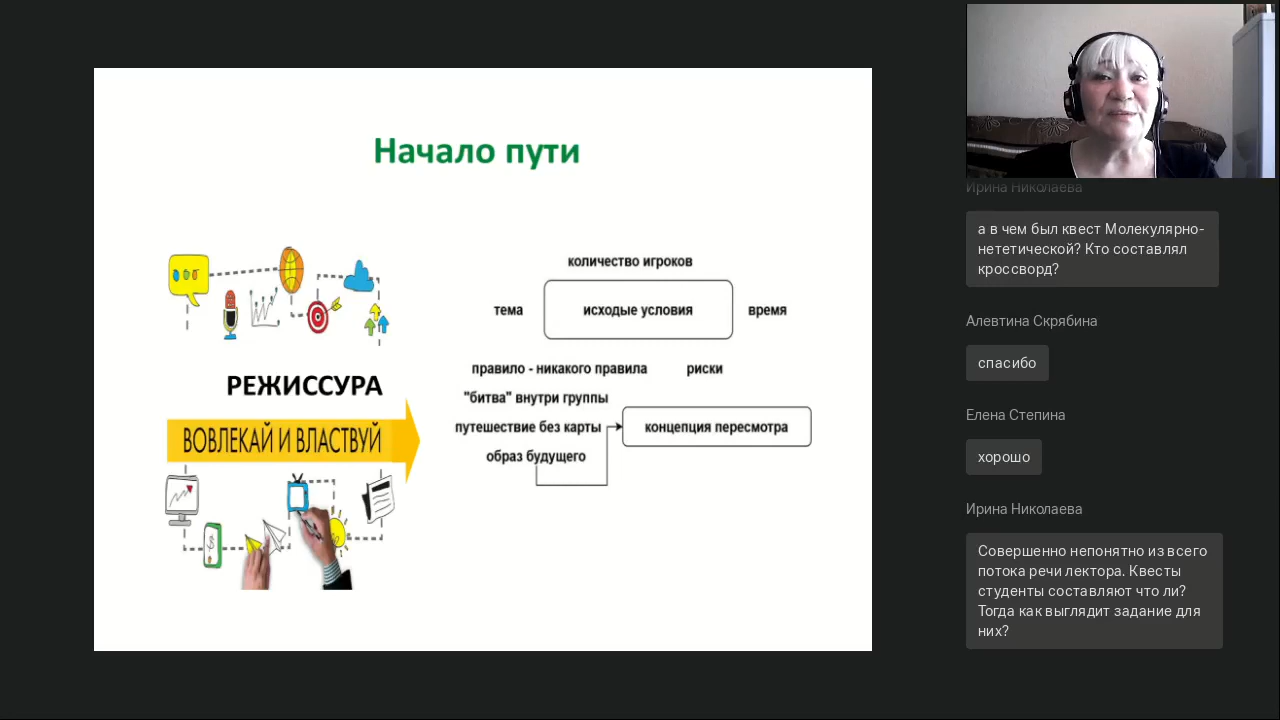 Начало пути
количество игроков
тема
исходые условия
время
правило - никакого правила
риски
"битва" внутри группы
путешествие без карты
концепция пересмотра
образ будущего
РЕЖИССУРА
ВОВЛЕКАЙ И ВЛАСТВУЙ
Ирина Николаева
а в чем был квест Молекулярно-
нететической? Кто составлял
кроссворд?
Алевтина Скрябина
спасибо
Елена Степина
хорошо
Ирина Николаева
Совершенно непонятно из всего
потока речи лектора. Квесты
студенты составляют что ли?
Тогда как выглядит задание для
них?